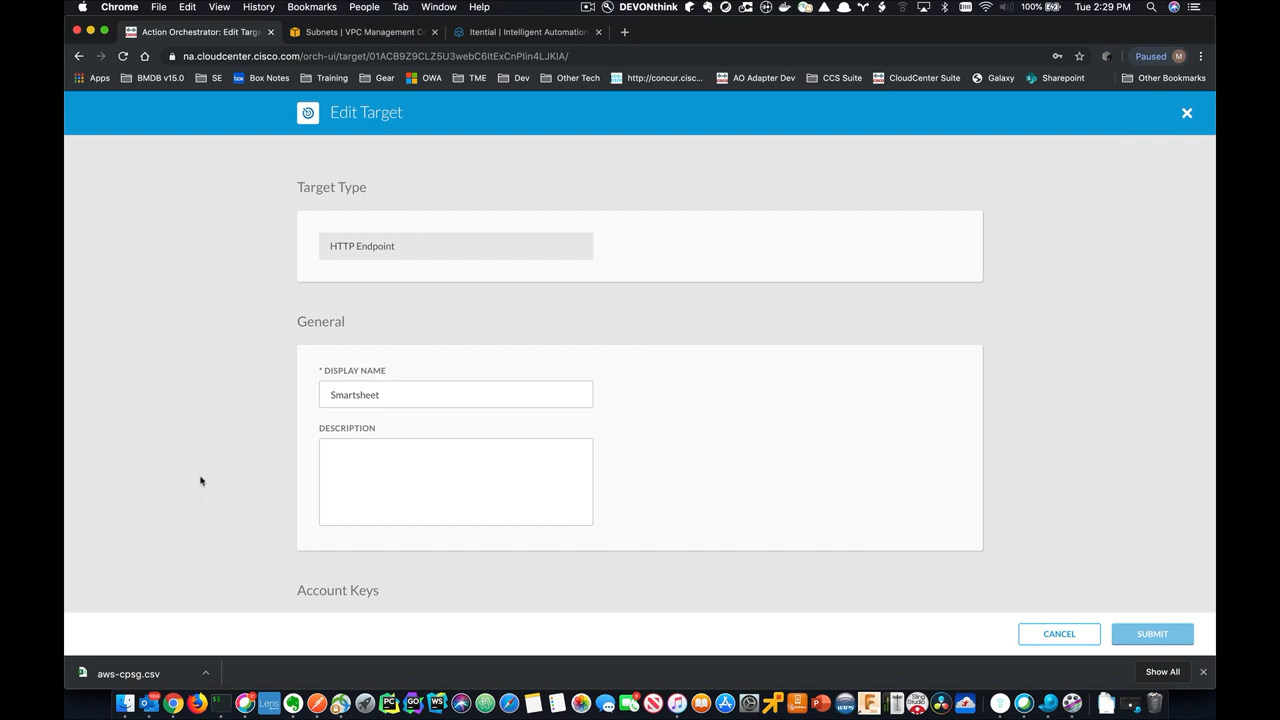 Chrome File Edit View History Bookmarks People Tab Window Help DEVONthink 100% Tue 2:29 PM
Action Orchestrator: Edit Targe Subnets | VPC Management C Itential | Intelligent Automation
na.cloudcenter.cisco.com/orch-ui/target/01ACB9Z9CLZ5U3webC6ItExCnPIin4LJKIA/ Paused M
Apps BMDB v15.0 SE Box Notes Training Gear OWA TME Dev Other Tech http://concur.cisc... AO Adapter Dev CCS Suite CloudCenter Suite Galaxy Sharepoint Other Bookmarks
Edit Target
Target Type
HTTP Endpoint
General
* DISPLAY NAME
Smartsheet
DESCRIPTION
Account Keys
CANCEL SUBMIT
aws-cpsg.csv Show All